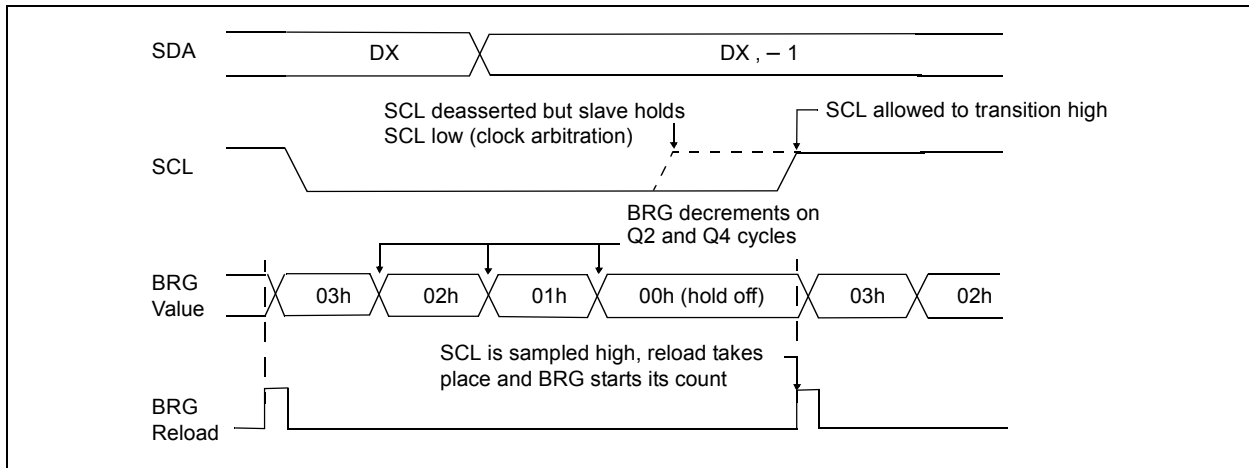 SDA
DX
DX , – 1
SCL deasserted but slave holds
SCL low (clock arbitration)
SCL allowed to transition high
SCL
BRG decrements on
Q2 and Q4 cycles
BRG
Value
03h
02h
01h
00h (hold off)
03h
02h
SCL is sampled high, reload takes
place and BRG starts its count
BRG
Reload